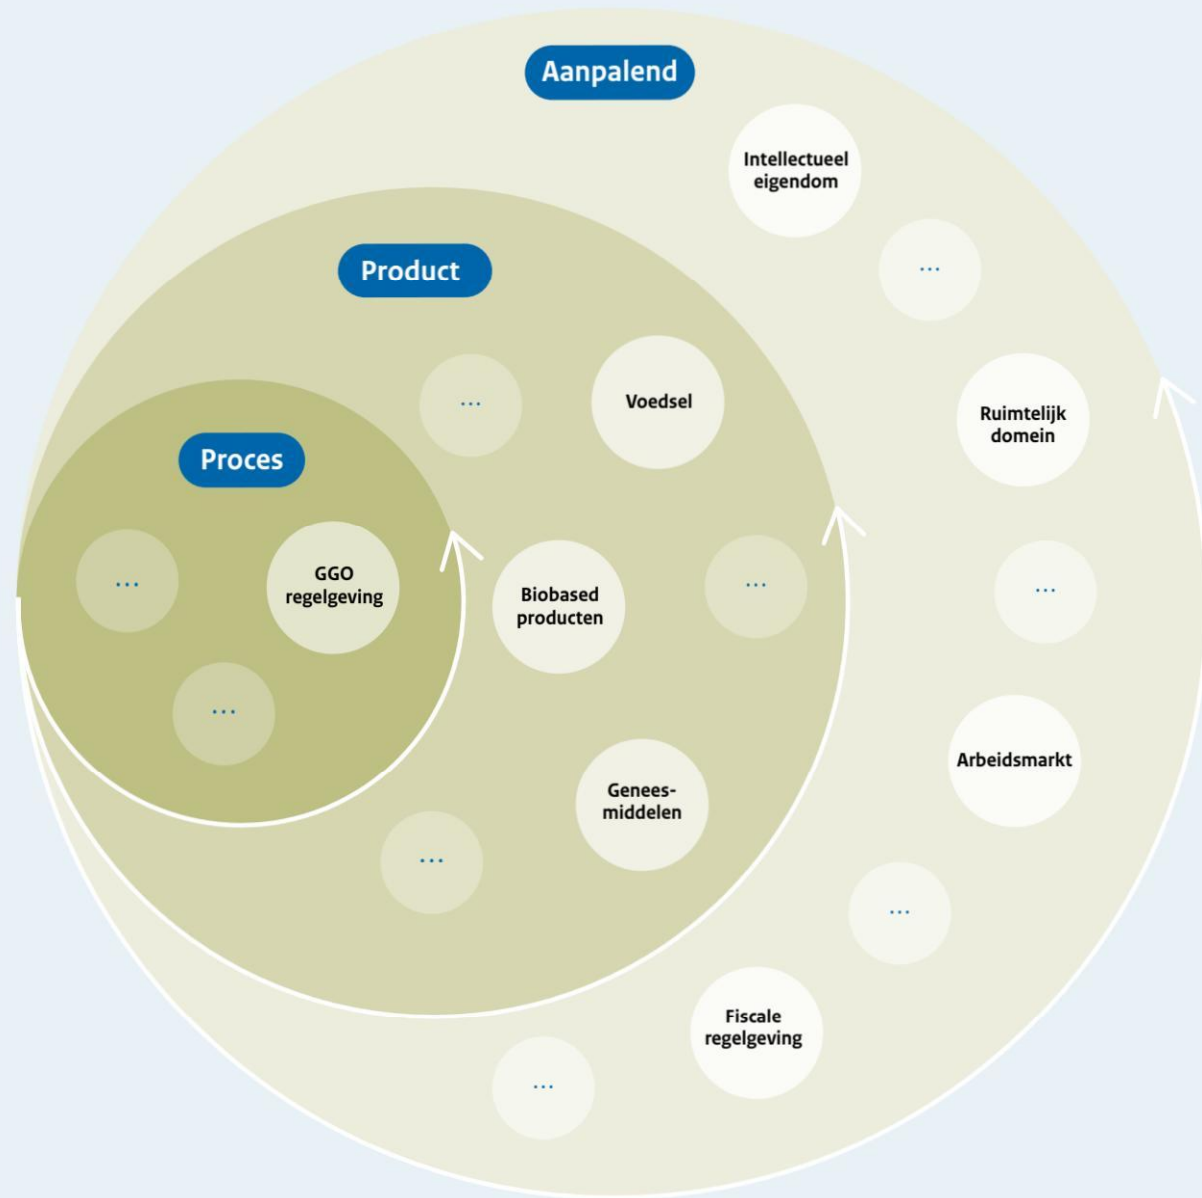 Aanpalend
Intellectueel
eigendom
...
Product
Ruimtelijk
domein
...
Voedsel
Proces
GGO
regelgeving
...
Biobased
producten
...
...
...
Arbeidsmarkt
Genees-
middelen
...
...
Fiscale
regelgeving
...